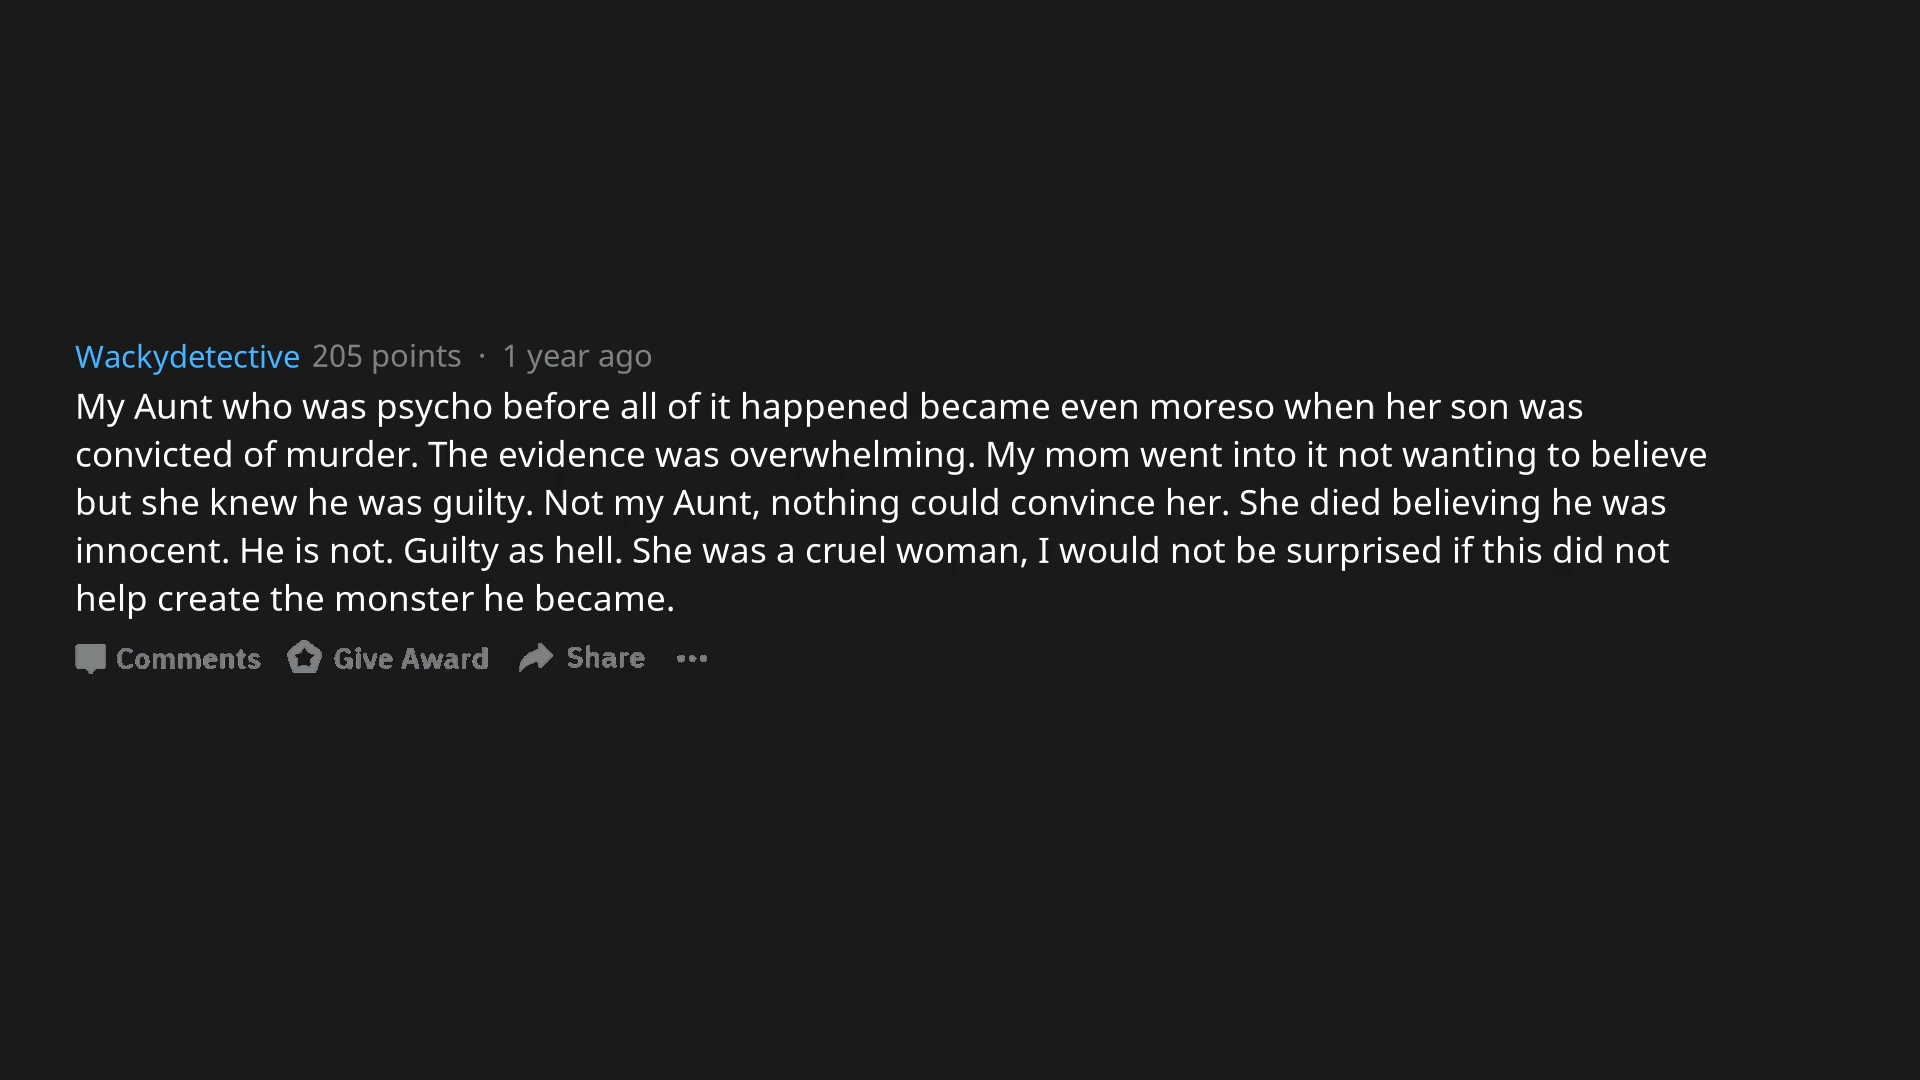 Wackydetective 205 points · 1 year ago
My Aunt who was psycho before all of it happened became even moreso when her son was
convicted of murder. The evidence was overwhelming. My mom went into it not wanting to believe
but she knew he was guilty. Not my Aunt, nothing could convince her. She died believing he was
innocent. He is not. Guilty as hell. She was a cruel woman, I would not be surprised if this did not
help create the monster he became.
Comments Give Award Share ...